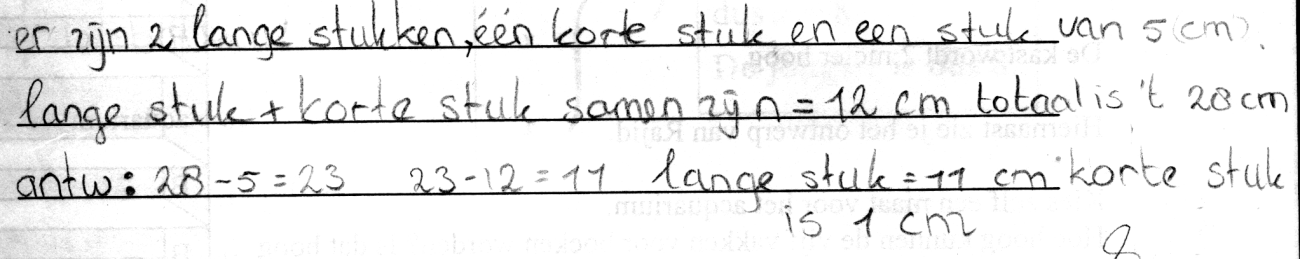 er zijn 2 lange stukken, één korte stuk en een stuk van 5 (cm).
lange stuk + korte stuk samen zijn = 12 cm totaal is 't 28 cm
antw: 28 - 5 = 23 23 - 12 = 11 lange stuk = 11 cm korte stuk
is 1 cm